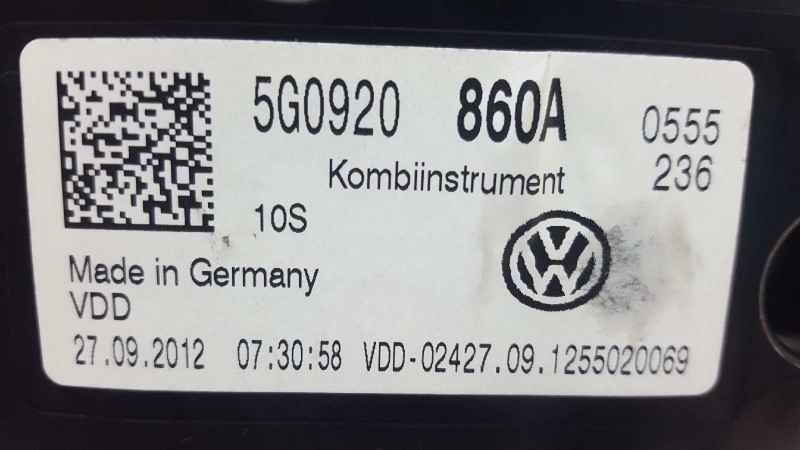 5G0920 860A 0555
Kombiinstrument 236
10S
Made in Germany
VDD
27.09.2012 07:30:58 VDD-02427.09.1255020069